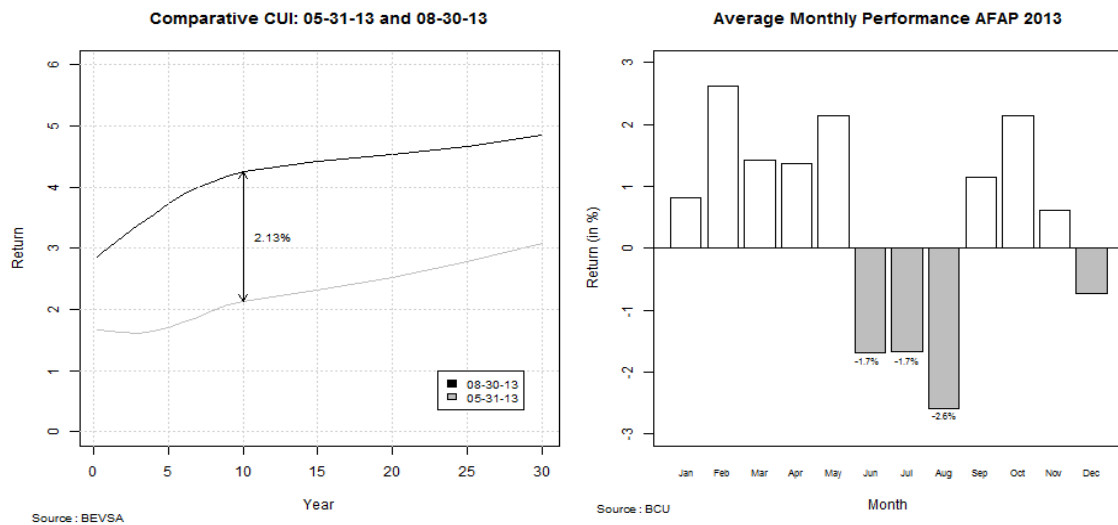 Comparative CUI: 05-31-13 and 08-30-13
Return
6
5
4
3
2
1
0
2.13%
08-30-13
05-31-13
0 5 10 15 20 25 30
Year
Source : BEVSA
Average Monthly Performance AFAP 2013
Return (in %)
3
2
1
0
-1
-2
-3
-1.7% -1.7%
-2.6%
Jan Feb Mar Apr May Jun Jul Aug Sep Oct Nov Dec
Month
Source : BCU